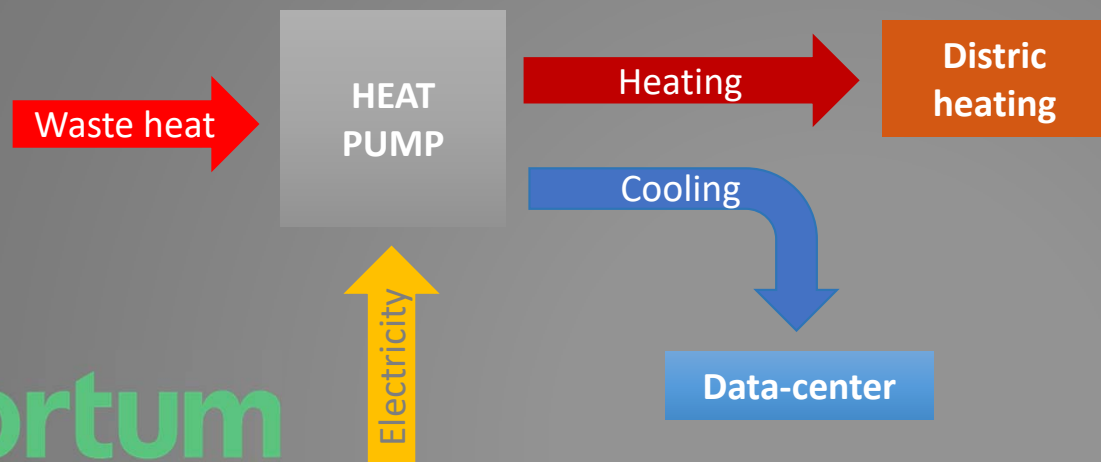 Waste heat
HEAT
PUMP
Heating
Distric
heating
Cooling
Electricity
Data-center
ortum